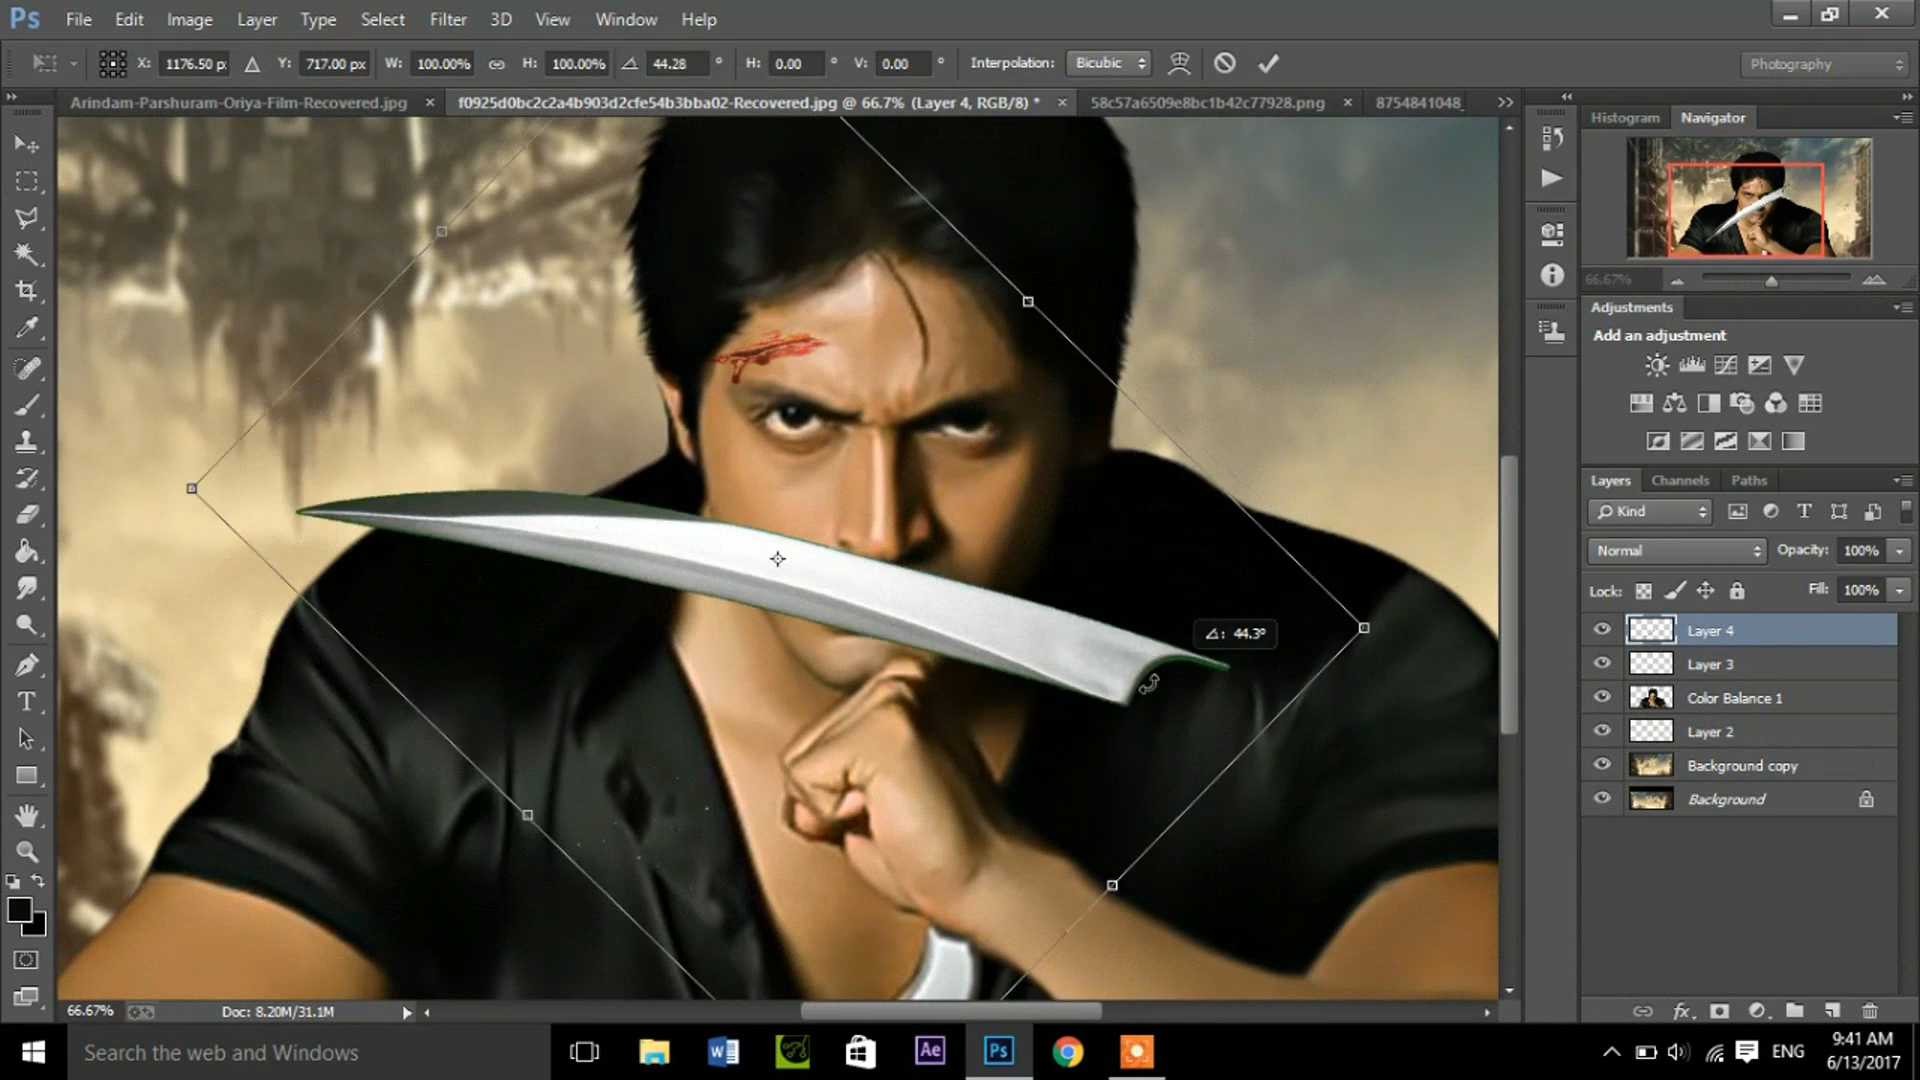 Ps File Edit Image Layer Type Select Filter 3D View Window Help
X: 1176.50 p Y: 717.00 px W: 100.00% H: 100.00% 44.28 ° H: 0.00 ° V: 0.00 ° Interpolation: Bicubic Photography
Arindam-Parshuram-Oriya-Film-Recovered.jpg × f0925d0bc2c2a4b903d2cfe54b3bba02-Recovered.jpg @ 66.7% (Layer 4, RGB/8) * × 58c57a6509e8bc1b42c77928.png × 8754841048_
Histogram Navigator
66.67%
Adjustments
Add an adjustment
Layers Channels Paths
Kind
Normal Opacity: 100%
Lock: Fill: 100%
Layer 4
Layer 3
Color Balance 1
Layer 2
Background copy
Background
44.3°
66.67% Doc: 8.20M/31.1M
Search the web and Windows
Ae Ps
ENG
9:41 AM
6/13/2017